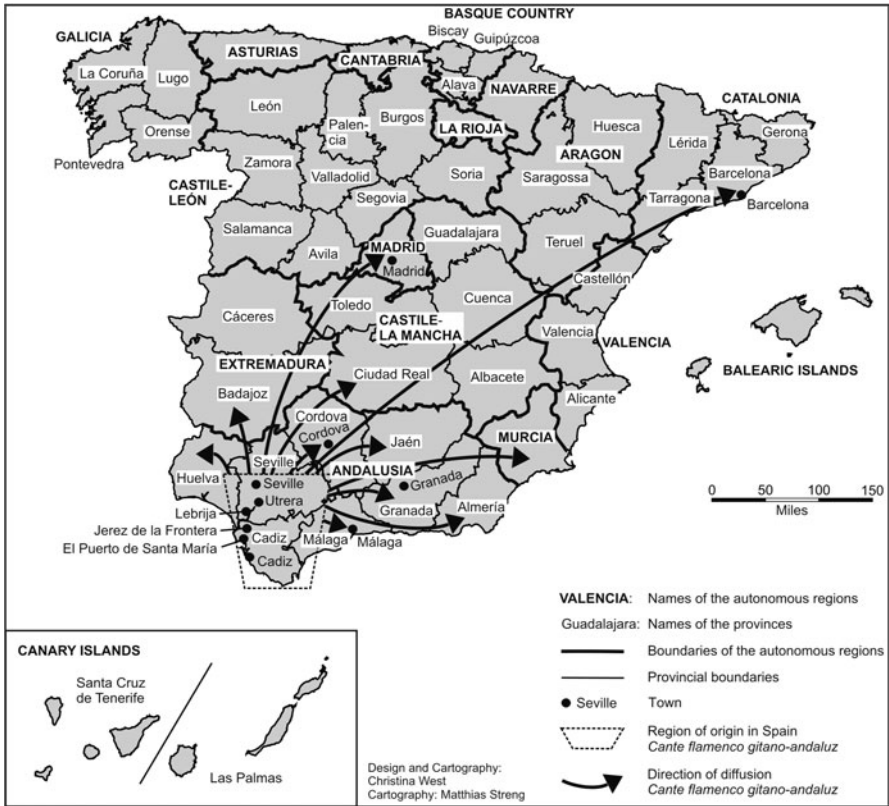 BASQUE COUNTRY
Biscay
Guipúzcoa
GALICIA
ASTURIAS
CANTABRIA
La Coruña
Lugo
Alava
NAVARRE
León
Palen-
cia
Burgos
LA RIOJA
Huesca
CATALONIA
Orense
Lérida
Gerona
Pontevedra
Zamora
Valladolid
Soria
ARAGON
Saragossa
Barcelona
CASTILE-
LEÓN
Segovia
Tarragona
Barcelona
Salamanca
Avila
MADRID
Madrid
Guadalajara
Teruel
Castellón
Toledo
Cuenca
Cáceres
CASTILE-
LA MANCHA
Valencia
VALENCIA
EXTREMADURA
BALEARIC ISLANDS
Badajoz
Ciudad Real
Albacete
Alicante
Cordova
Cordova
Jaén
MURCIA
Seville
ANDALUSIA
Huelva
Seville
Granada
Utrera
Granada
Almería
Lebrija
Jerez de la Frontera
El Puerto de Santa María
Cadiz
Málaga
Málaga
Cadiz
0 50 100 150
Miles
VALENCIA: Names of the autonomous regions
Guadalajara: Names of the provinces
Boundaries of the autonomous regions
Provincial boundaries
Seville Town
Region of origin in Spain
Cante flamenco gitano-andaluz
Direction of diffusion
Cante flamenco gitano-andaluz
CANARY ISLANDS
Santa Cruz
de Tenerife
Las Palmas
Design and Cartography:
Christina West
Cartography: Matthias Streng